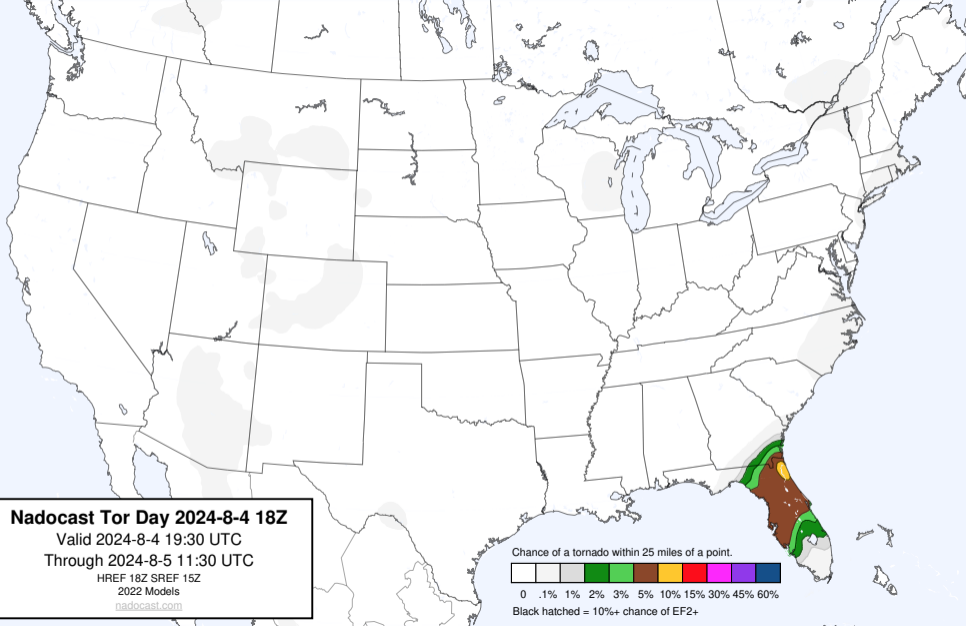 Nadocast Tor Day 2024-8-4 18Z
Valid 2024-8-4 19:30 UTC
Through 2024-8-5 11:30 UTC
HREF 18Z SREF 15Z
2022 Models
nadocast.com
Chance of a tornado within 25 miles of a point.
0 .1% 1% 2% 3% 5% 10% 15% 30% 45% 60%
Black hatched = 10%+ chance of EF2+